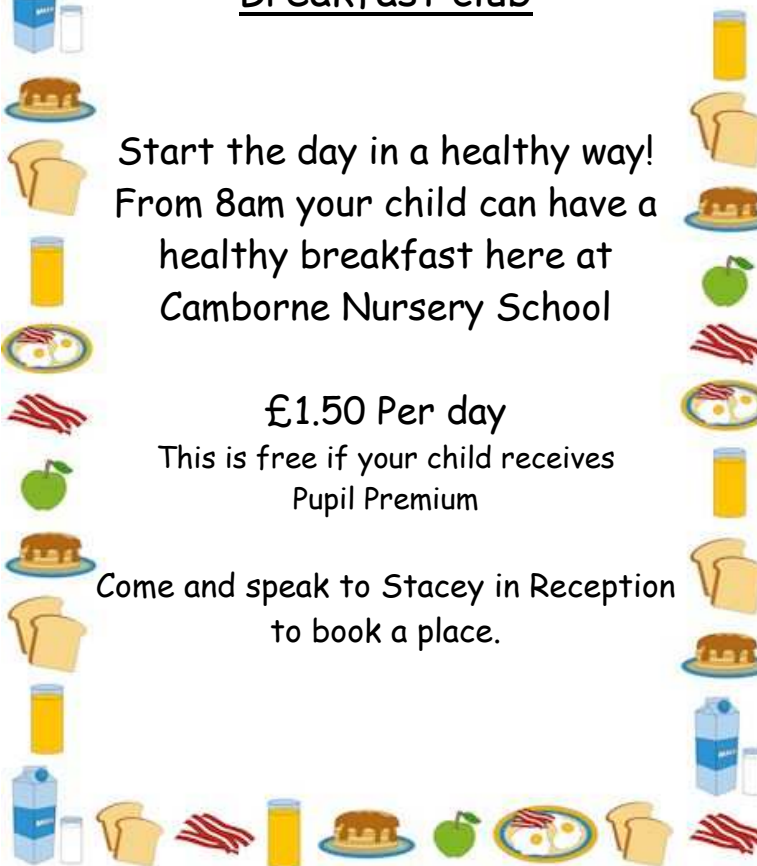 Breakfast Club
Start the day in a healthy way!
From 8am your child can have a
healthy breakfast here at
Camborne Nursery School
£1.50 Per day
This is free if your child receives
Pupil Premium
Come and speak to Stacey in Reception
to book a place.